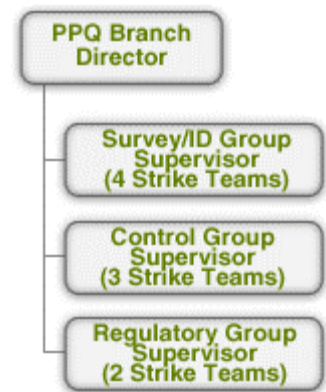 PPQ Branch
Director
Survey/ID Group
Supervisor
(4 Strike Teams)
Control Group
Supervisor
(3 Strike Teams)
Regulatory Group
Supervisor
(2 Strike Teams)